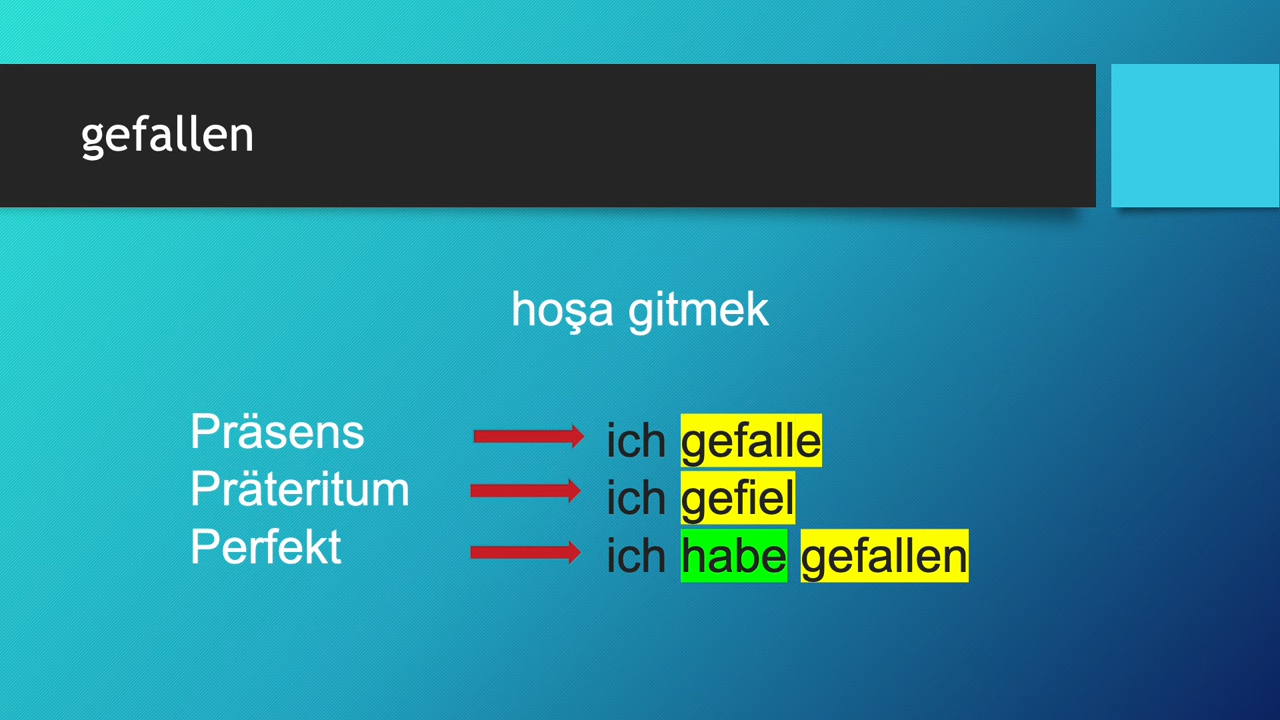 gefallen
hoşa gitmek
Präsens ich gefalle
Präteritum ich gefiel
Perfekt ich habe gefallen